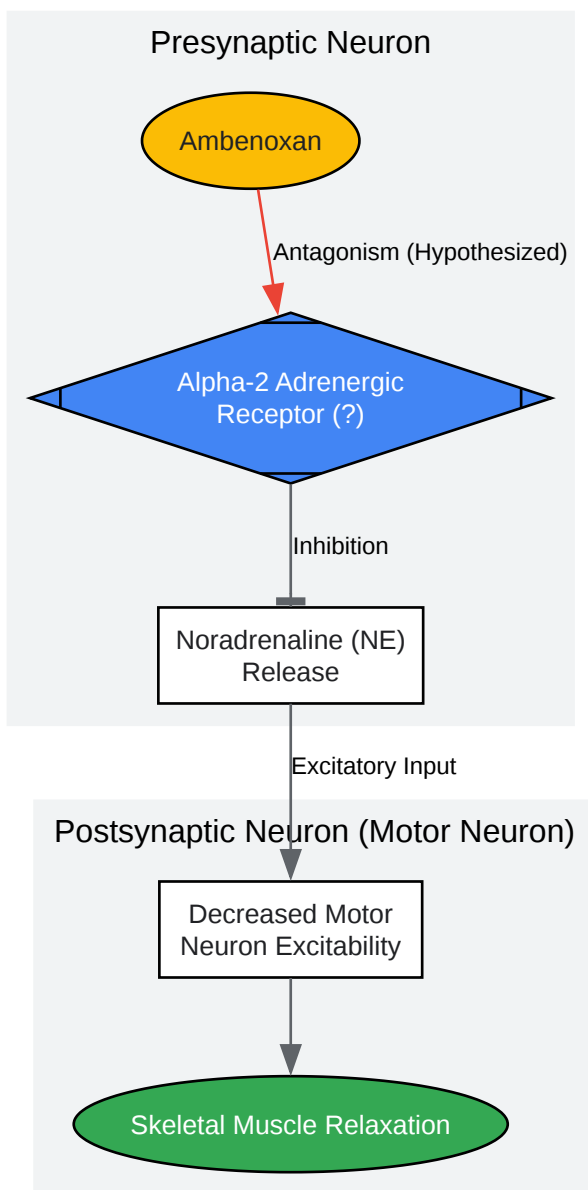 Presynaptic Neuron
Ambenoxan
Antagonism (Hypothesized)
Alpha-2 Adrenergic
Receptor (?)
Inhibition
Noradrenaline (NE)
Release
Excitatory Input
Postsynaptic Neuron (Motor Neuron)
Decreased Motor
Neuron Excitability
Skeletal Muscle Relaxation